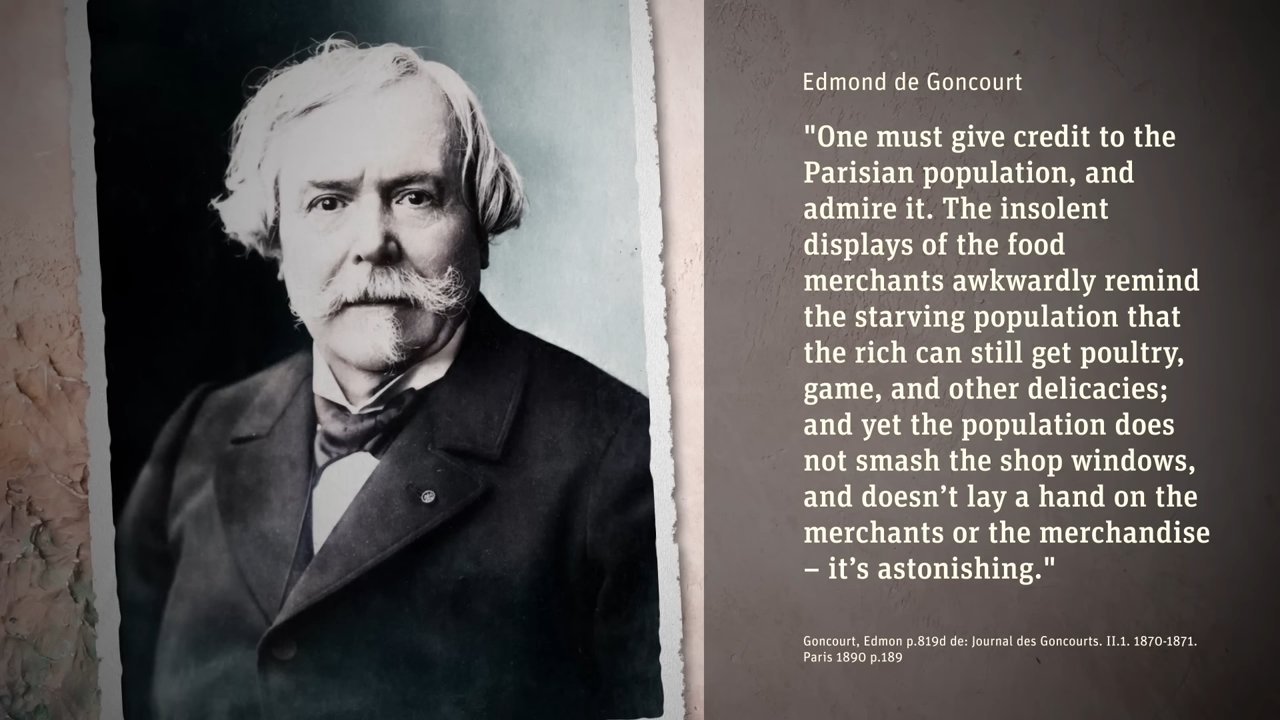 Edmond de Goncourt
"One must give credit to the
Parisian population, and
admire it. The insolent
displays of the food
merchants awkwardly remind
the starving population that
the rich can still get poultry,
game, and other delicacies;
and yet the population does
not smash the shop windows,
and doesn’t lay a hand on the
merchants or the merchandise
– it’s astonishing."
Goncourt, Edmon p.819d de: Journal des Goncourts. II.1. 1870-1871.
Paris 1890 p.189